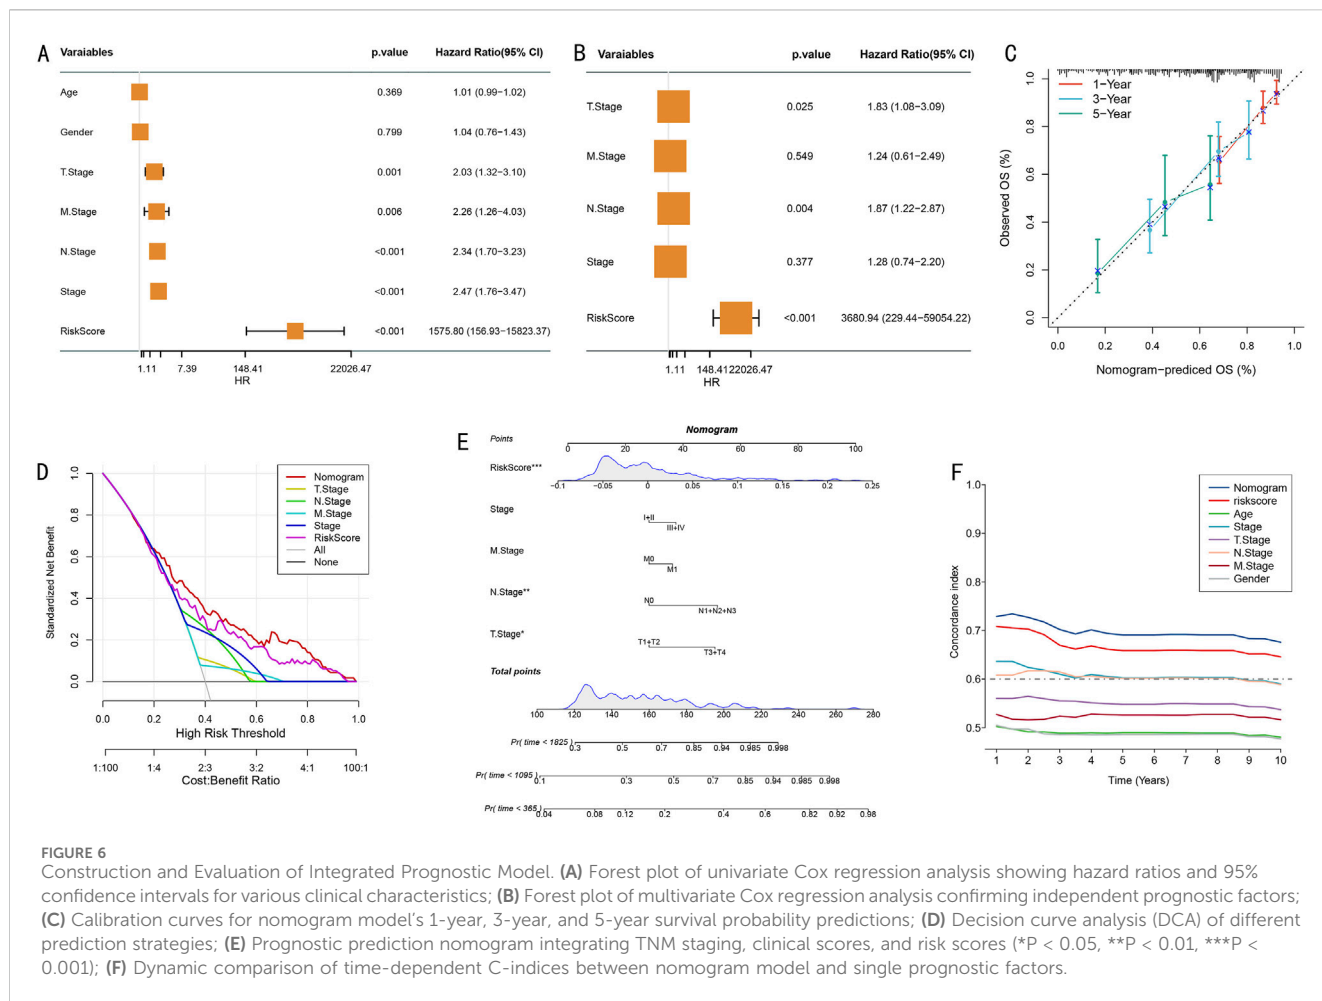 A
Varaiables p.value Hazard Ratio(95% CI)
Age 0.369 1.01 (0.99−1.02)
Gender 0.799 1.04 (0.76−1.43)
T.Stage 0.001 2.03 (1.32−3.10)
M.Stage 0.006 2.26 (1.26−4.03)
N.Stage <0.001 2.34 (1.70−3.23)
Stage <0.001 2.47 (1.76−3.47)
RiskScore <0.001 1575.80 (156.93−15823.37)
1.11 7.39 148.41 22026.47
HR
B
Varaiables p.value Hazard Ratio(95% CI)
T.Stage 0.025 1.83 (1.08−3.09)
M.Stage 0.549 1.24 (0.61−2.49)
N.Stage 0.004 1.87 (1.22−2.87)
Stage 0.377 1.28 (0.74−2.20)
RiskScore <0.001 3680.94 (229.44−59054.22)
1.11 148.41 22026.47
HR
C
1−Year
3−Year
5−Year
Observed OS (%)
1.0
0.8
0.6
0.4
0.2
0.0
0.0 0.2 0.4 0.6 0.8 1.0
Nomogram−prediced OS (%)
D
Standardized Net Benefit
1.0
0.8
0.6
0.4
0.2
0.0
Nomogram
T.Stage
N.Stage
M.Stage
Stage
RiskScore
All
None
0.0 0.2 0.4 0.6 0.8 1.0
High Risk Threshold
1:100 1:4 2:3 3:2 4:1 100:1
Cost:Benefit Ratio
E
Nomogram
Points
0 20 40 60 80 100
RiskScore***
−0.1 −0.05 0 0.05 0.1 0.15 0.2 0.25
Stage
I+II
III+IV
M.Stage
M0
M1
N.Stage**
N0
N1+N2+N3
T.Stage*
T1+T2
T3+T4
Total points
100 120 140 160 180 200 220 240 260 280
Pr( time < 1825 )
0.3 0.5 0.7 0.85 0.94 0.985 0.998
Pr( time < 1095 )
0.1 0.3 0.5 0.7 0.85 0.94 0.985 0.998
Pr( time < 365 )
0.04 0.08 0.12 0.2 0.4 0.6 0.82 0.92 0.98
F
Concordance index
1.0
0.9
0.8
0.7
0.6
0.5
Nomogram
riskscore
Age
Stage
T.Stage
N.Stage
M.Stage
Gender
1 2 3 4 5 6 7 8 9 10
Time (Years)
FIGURE 6
Construction and Evaluation of Integrated Prognostic Model. (A) Forest plot of univariate Cox regression analysis showing hazard ratios and 95%
confidence intervals for various clinical characteristics; (B) Forest plot of multivariate Cox regression analysis confirming independent prognostic factors;
(C) Calibration curves for nomogram model's 1-year, 3-year, and 5-year survival probability predictions; (D) Decision curve analysis (DCA) of different
prediction strategies; (E) Prognostic prediction nomogram integrating TNM staging, clinical scores, and risk scores (*P < 0.05, **P < 0.01, ***P <
0.001); (F) Dynamic comparison of time-dependent C-indices between nomogram model and single prognostic factors.